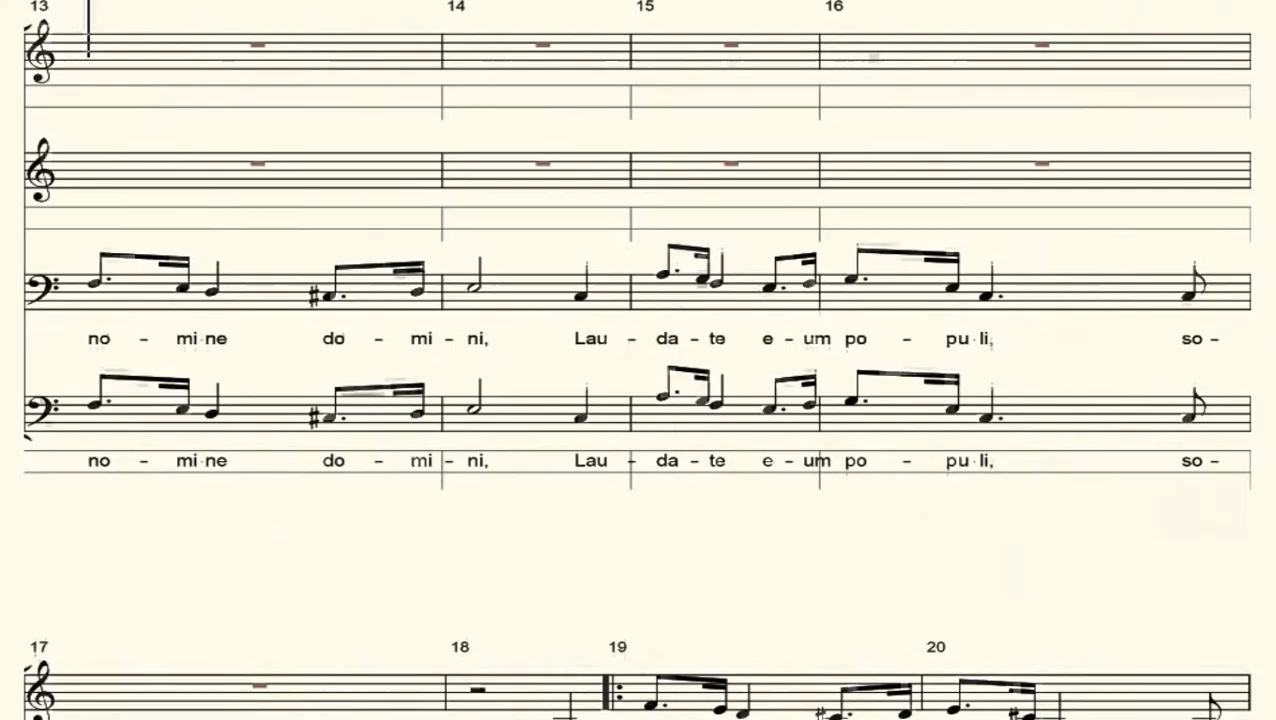 13 14 15 16
no - mi ne do - mi - ni, Lau - da - te e - um po - pu li, so -
no - mi ne do - mi - ni, Lau - da - te e - um po - pu li, so -
17 18 19 20